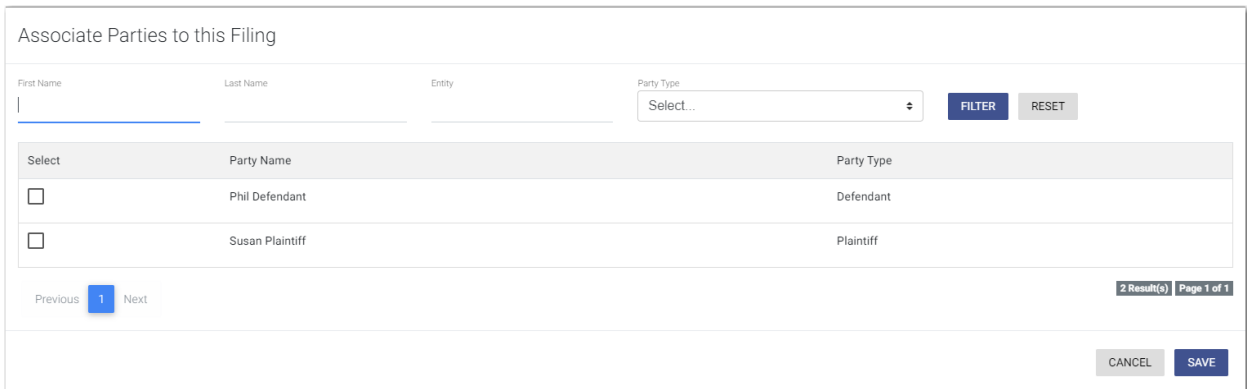 Associate Parties to this Filing
First Name Last Name Entity Party Type
Select... FILTER RESET
Select Party Name Party Type
Phil Defendant Defendant
Susan Plaintiff Plaintiff
Previous 1 Next 2 Result(s) Page 1 of 1
CANCEL SAVE